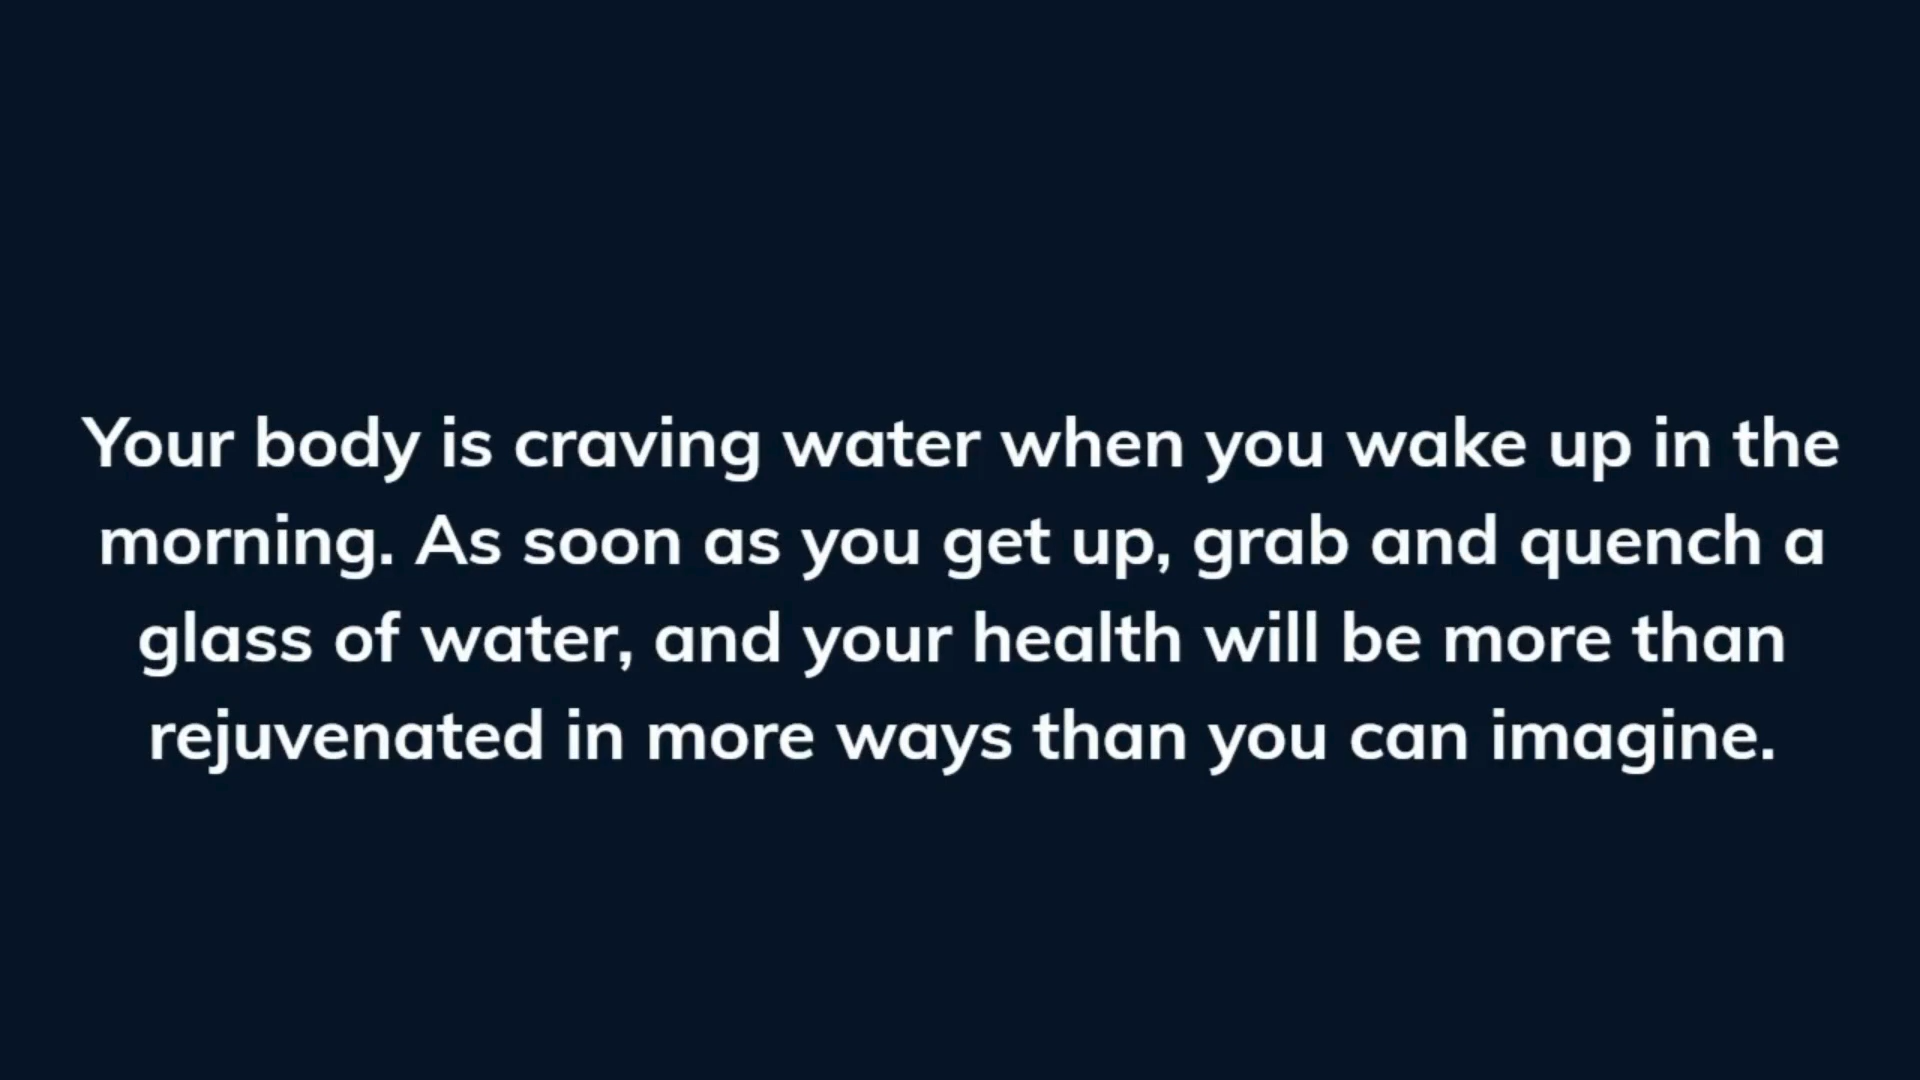 Your body is craving water when you wake up in the
morning. As soon as you get up, grab and quench a
glass of water, and your health will be more than
rejuvenated in more ways than you can imagine.